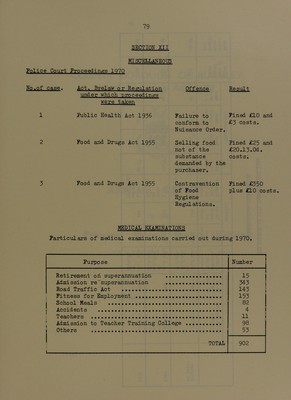 79
SECTION XII
MISCELLANEOUS
Police Court Proceedings 1970
No.of case. Act, Byelaw or Regulation under which proceedings were taken Offence Result
1 Public Health Act 1936 Failure to conform to Nuisance Order. Fined £10 and £3 costs.
2 Food and Drugs Act 1955 Selling food not of the substance demanded by the purchaser. Fined £25 and £20.13.0d. costs.
3 Food and Drugs Act 1955 Contravention of Food Hygiene Regulations. Fined £350 plus £10 costs.
MEDICAL EXAMINATIONS
Particulars of medical examinations carried out during 1970.
Purpose Number
Retirement on superannuation 15
Admission re superannuation 343
Road Traffic Act 143
Fitness for Employment 153
School Meals 82
Accidents 4
Teachers 11
Admission to Teacher Training College 98
Others 53
TOTAL 902